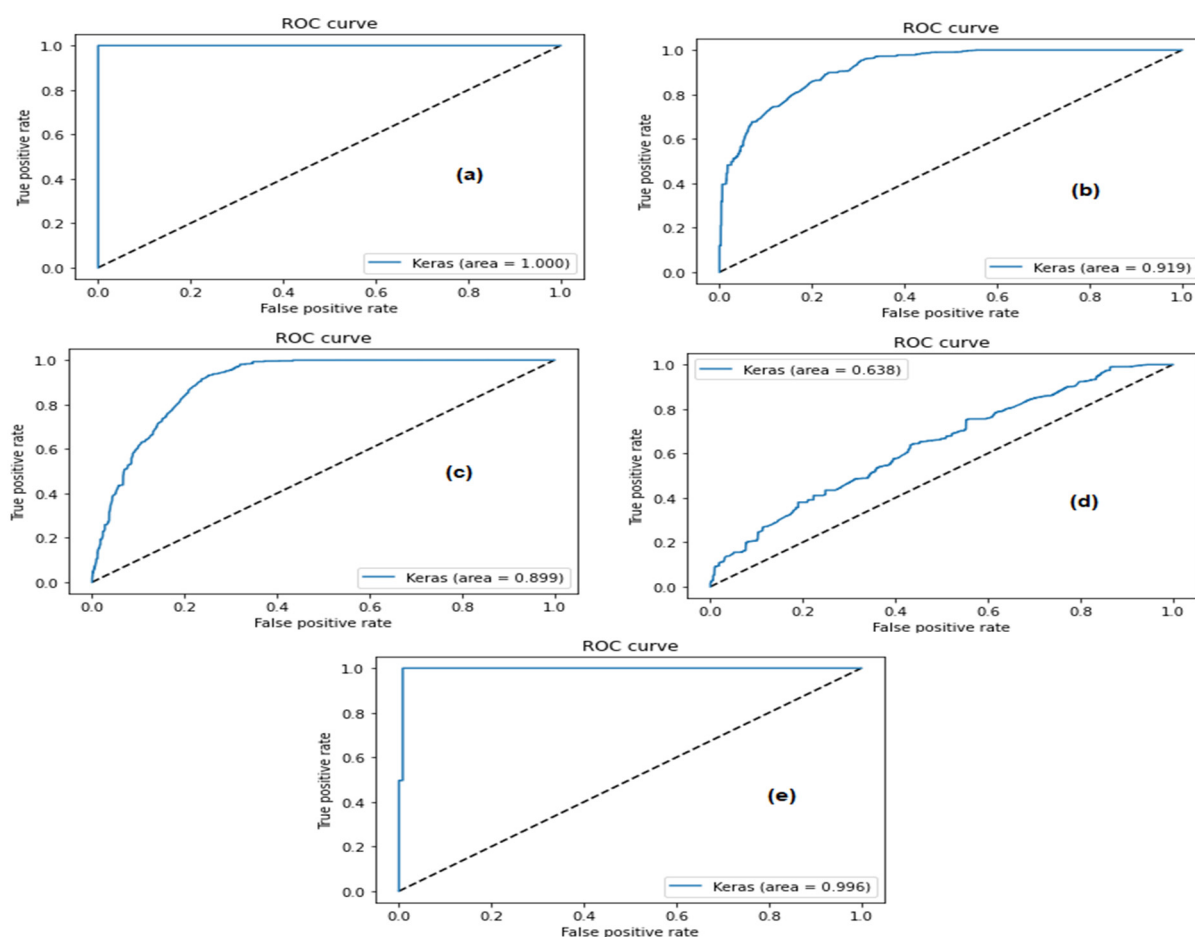 ROC curve
1.0
0.8
0.6
0.4
0.2
0.0
True positive rate
(a)
Keras (area = 1.000)
0.0 0.2 0.4 0.6 0.8 1.0
False positive rate
ROC curve
1.0
0.8
0.6
0.4
0.2
0.0
True positive rate
(b)
Keras (area = 0.919)
0.0 0.2 0.4 0.6 0.8 1.0
False positive rate
ROC curve
1.0
0.8
0.6
0.4
0.2
0.0
True positive rate
(c)
Keras (area = 0.899)
0.0 0.2 0.4 0.6 0.8 1.0
False positive rate
ROC curve
Keras (area = 0.638)
1.0
0.8
0.6
0.4
0.2
0.0
True positive rate
(d)
0.0 0.2 0.4 0.6 0.8 1.0
False positive rate
ROC curve
1.0
0.8
0.6
0.4
0.2
0.0
True positive rate
(e)
Keras (area = 0.996)
0.0 0.2 0.4 0.6 0.8 1.0
False positive rate